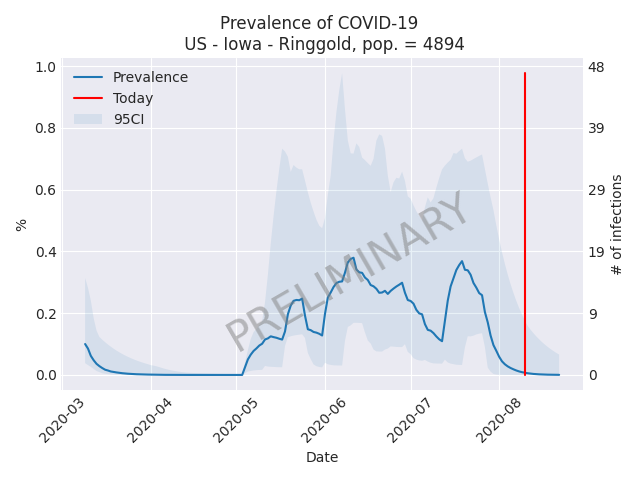 Prevalence of COVID-19
US - Iowa - Ringgold, pop. = 4894
Prevalence
Today
95CI
PRELIMINARY
1.0
0.8
0.6
0.4
0.2
0.0
%
48
39
29
19
9
0
# of infections
2020-03
2020-04
2020-05
2020-06
2020-07
2020-08
Date